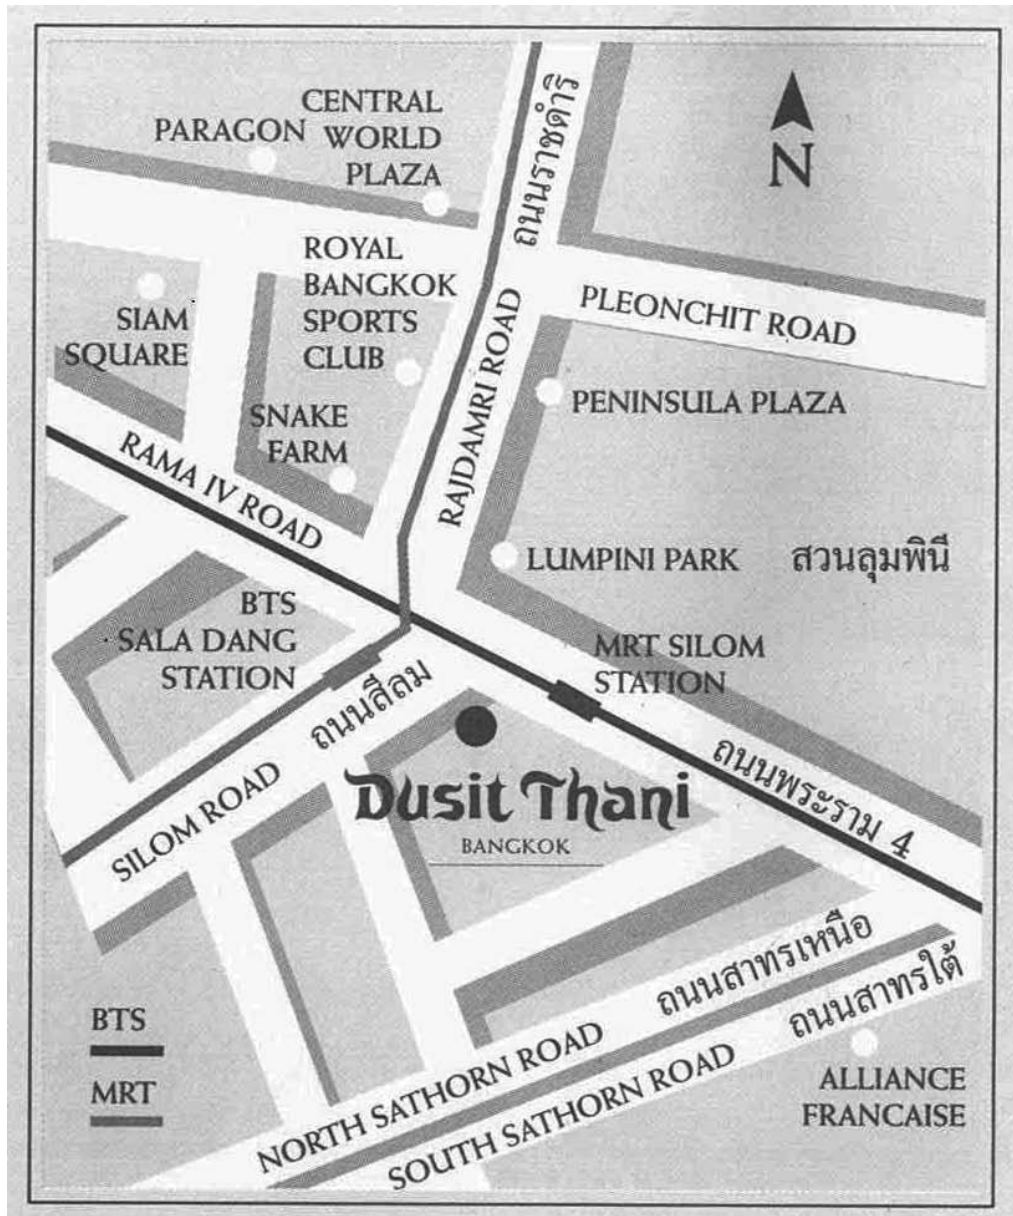 PARAGON
CENTRAL
WORLD
PLAZA
ถนนราชดำริ
N
ROYAL
BANGKOK
SPORTS
CLUB
SIAM
SQUARE
PLEONCHIT ROAD
RAJDAMRI ROAD
PENINSULA PLAZA
SNAKE
FARM
RAMA IV ROAD
LUMPINI PARK สวนลุมพินี
BTS
SALA DANG
STATION
MRT SILOM
STATION
ถนนสีลม
SILOM ROAD
ถนนพระราม 4
Dusit Thani
BANGKOK
ถนนสาทรเหนือ
NORTH SATHORN ROAD
ถนนสาทรใต้
SOUTH SATHORN ROAD
BTS
MRT
ALLIANCE
FRANCAISE